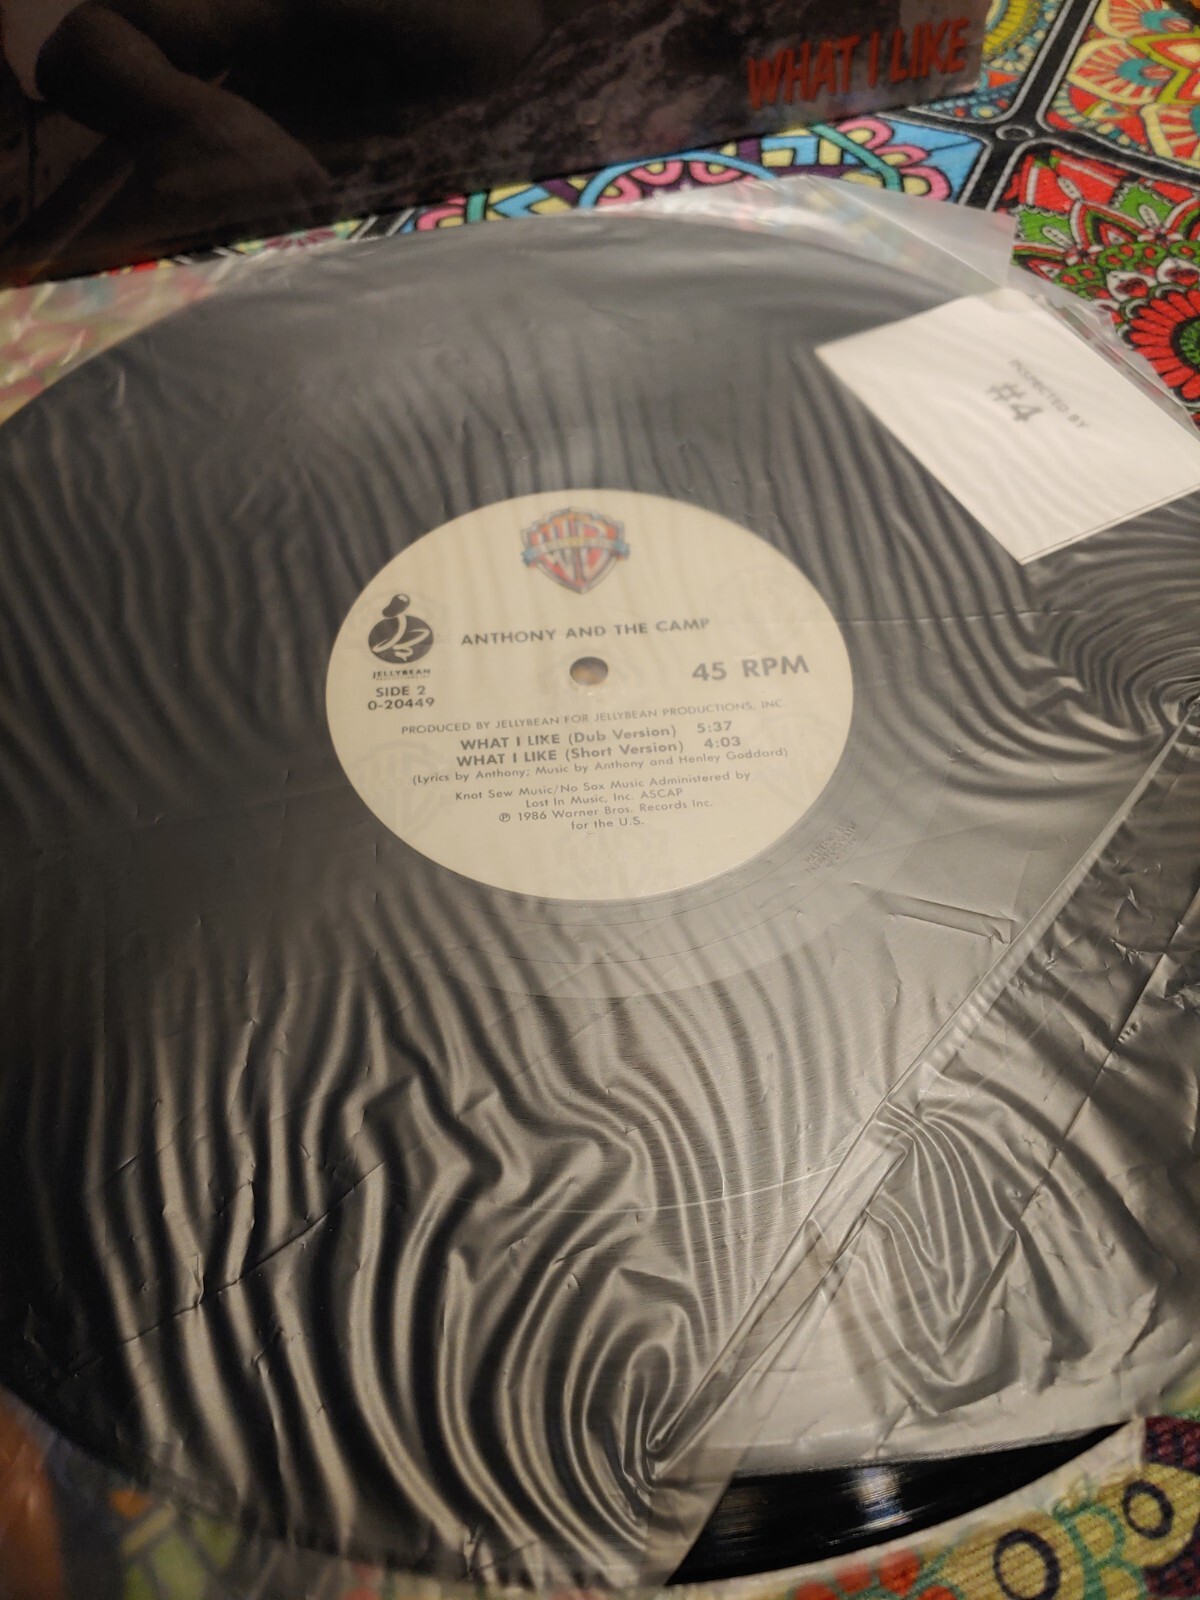 WHAT I LIKE
INSPECTED BY
#4
ANTHONY AND THE CAMP
45 RPM
JELLYBEAN
SIDE 2
0-20449
PRODUCED BY JELLYBEAN FOR JELLYBEAN PRODUCTIONS, INC.
WHAT I LIKE (Dub Version) 5:37
WHAT I LIKE (Short Version) 4:03
(Lyrics by Anthony; Music by Anthony and Henley Goddard)
Knot Sew Music/No Sox Music Administered by
Lost In Music, Inc. ASCAP
℗ 1986 Warner Bros. Records Inc.
for the U.S.